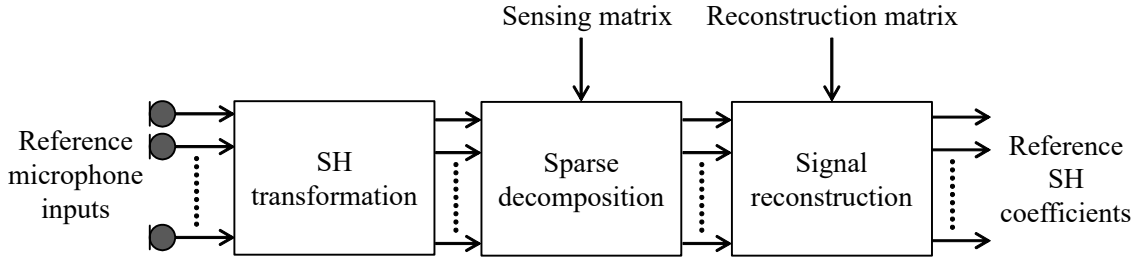 Sensing matrix
Reconstruction matrix
Reference
microphone
inputs
SH
transformation
Sparse
decomposition
Signal
reconstruction
Reference
SH
coefficients